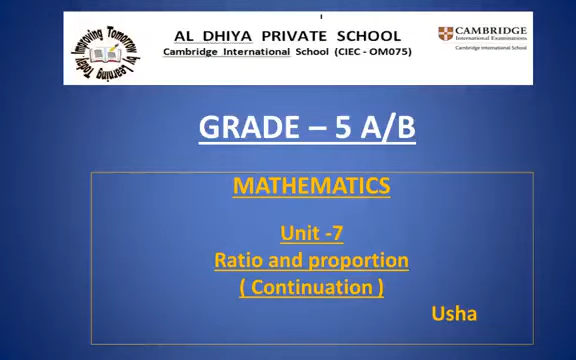 Improving Tomorrow
by Learning Today
AL DHIYA PRIVATE SCHOOL
Cambridge International School (CIEC - OM075)
CAMBRIDGE
International Examinations
Cambridge International School
GRADE – 5 A/B
MATHEMATICS
Unit -7
Ratio and proportion
( Continuation )
Usha